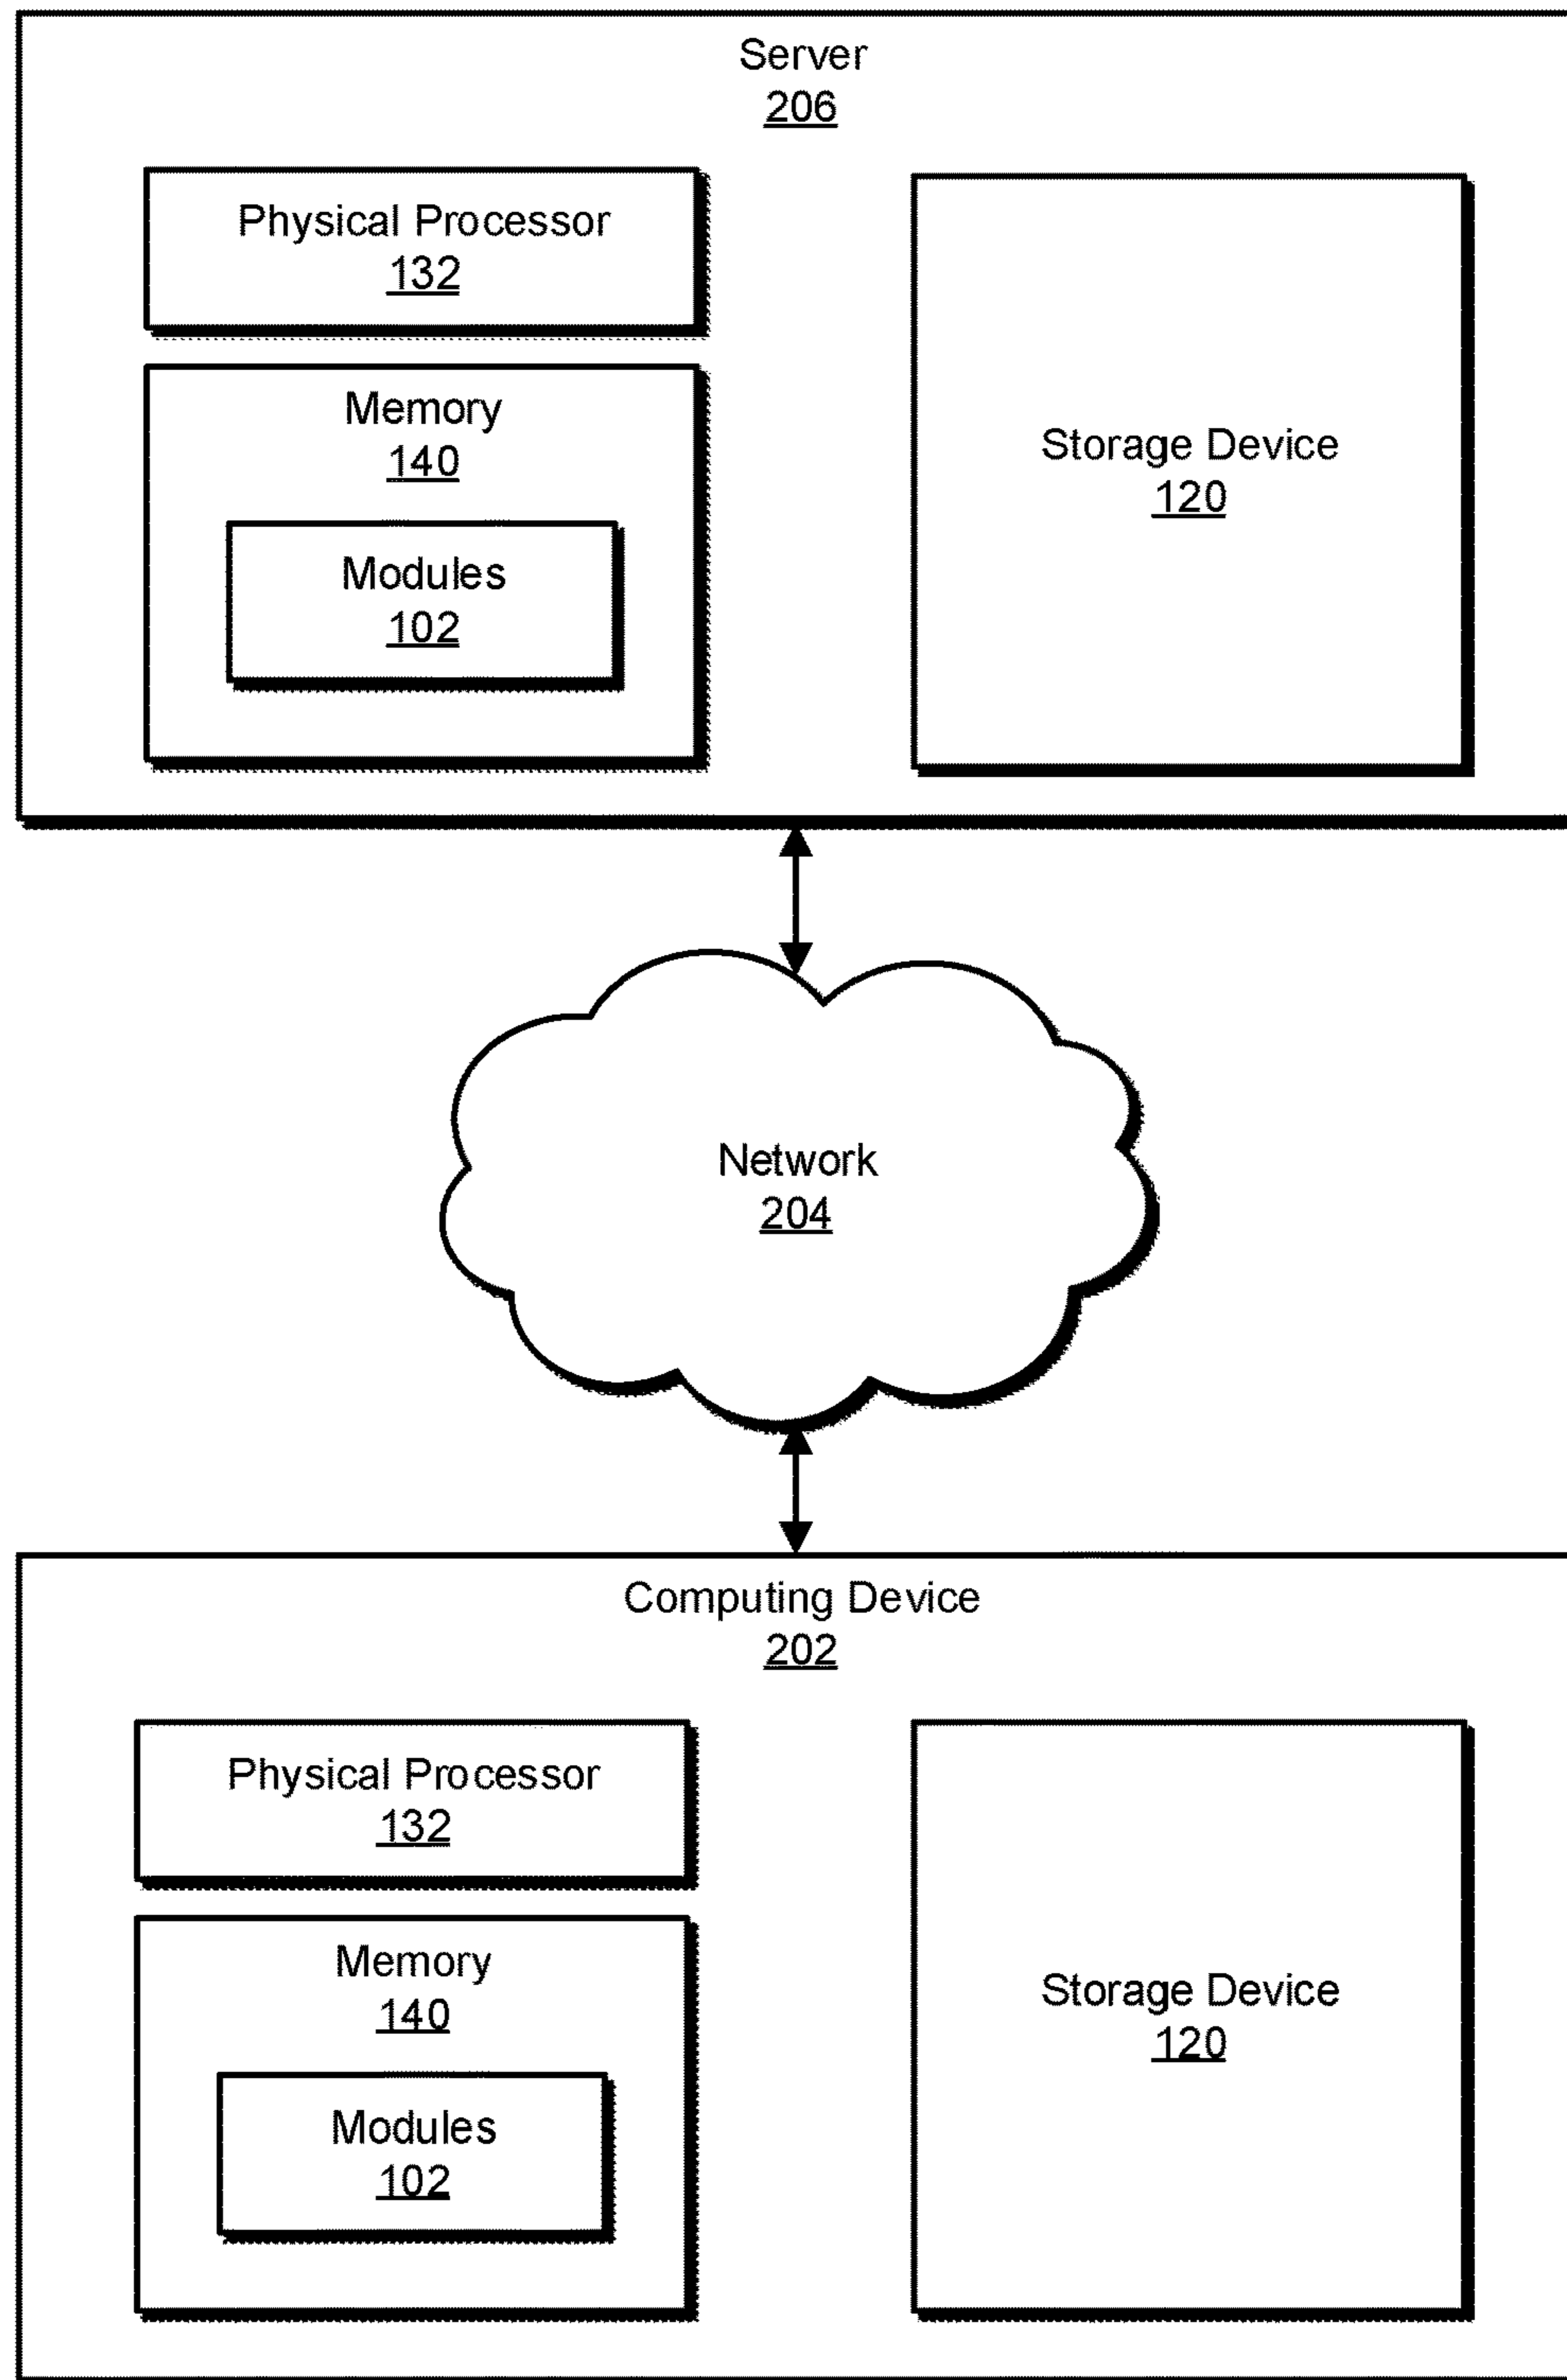 Server
206
Physical Processor
132
Memory
140
Modules
102
Storage Device
120
Network
204
Computing Device
202
Physical Processor
132
Memory
140
Modules
102
Storage Device
120